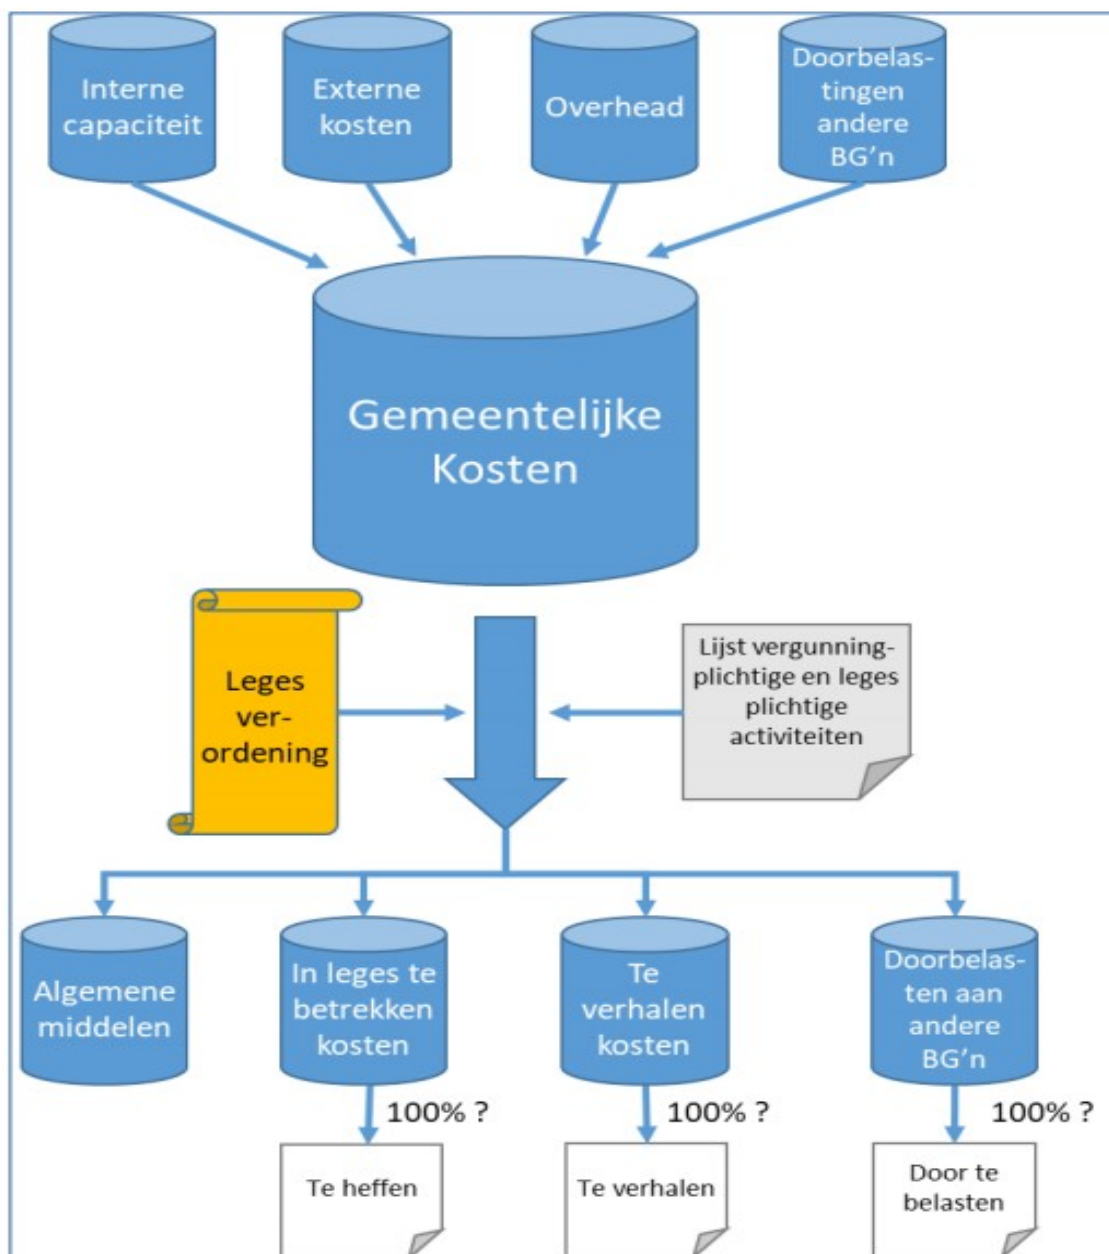 Interne
capaciteit
Externe
kosten
Overhead
Doorbelas-
tingen
andere
BG'n
Gemeentelijke
Kosten
Leges
ver-
ordening
Lijst vergunning-
plichtige en leges
plichtige
activiteiten
Algemene
middelen
In leges te
betrekken
kosten
Te
verhalen
kosten
Doorbelas-
ten aan
andere
BG'n
100% ?
100% ?
100% ?
Te heffen
Te verhalen
Door te
belasten